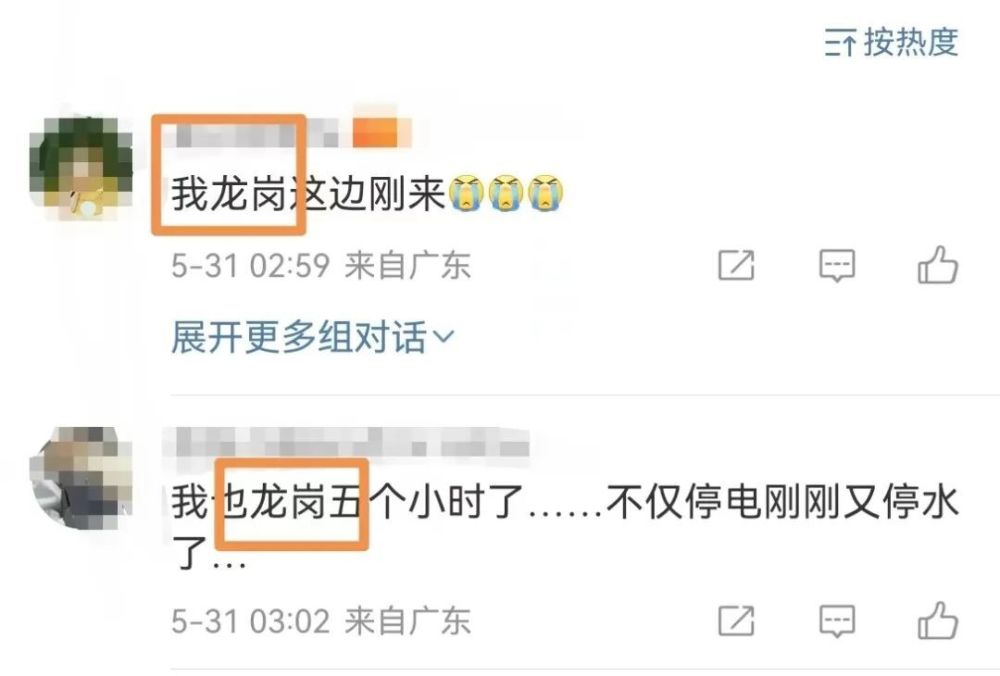 按热度
我龙岗这边刚来😭😭😭
5-31 02:59 来自广东
展开更多组对话
我也龙岗五个小时了……不仅停电刚刚又停水
了…
5-31 03:02 来自广东